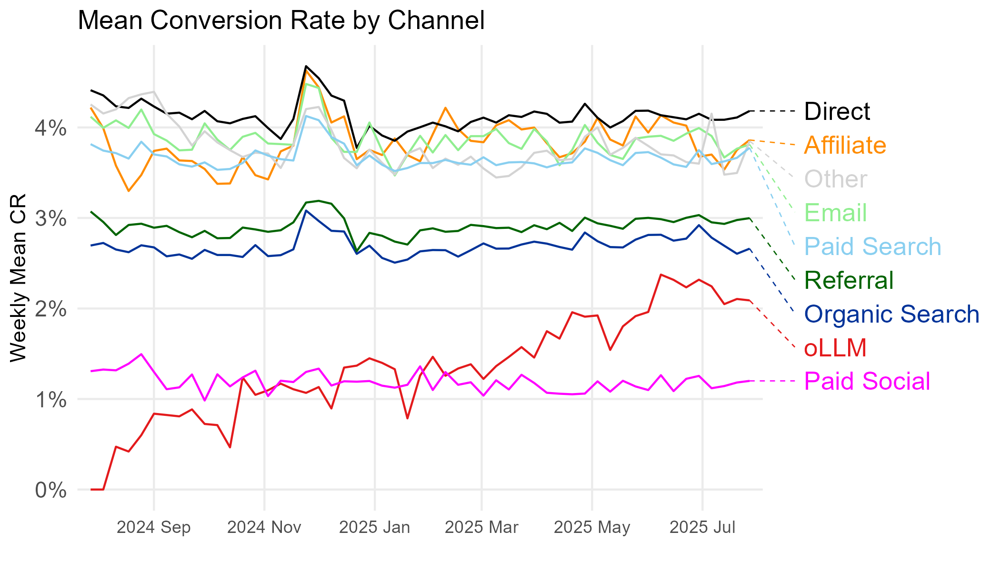 Mean Conversion Rate by Channel
Weekly Mean CR
4%
3%
2%
1%
0%
2024 Sep
2024 Nov
2025 Jan
2025 Mar
2025 May
2025 Jul
Direct
Affiliate
Other
Email
Paid Search
Referral
Organic Search
oLLM
Paid Social